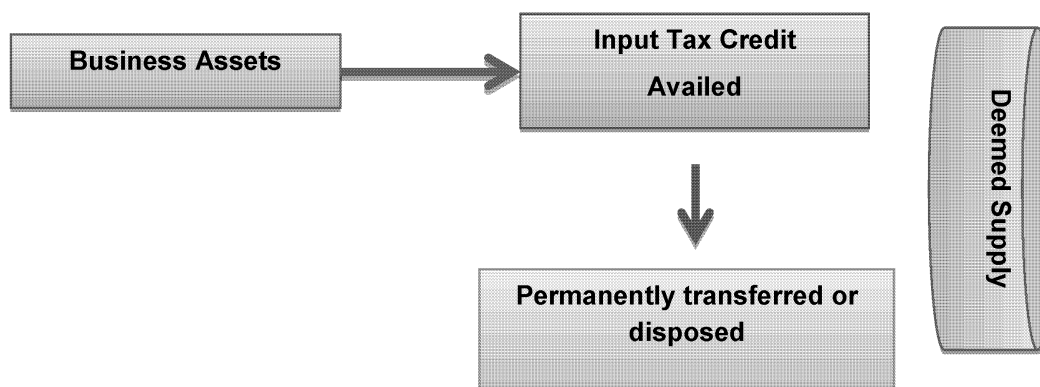 Business Assets
Input Tax Credit
Availed
Deemed Supply
Permanently transferred or
disposed